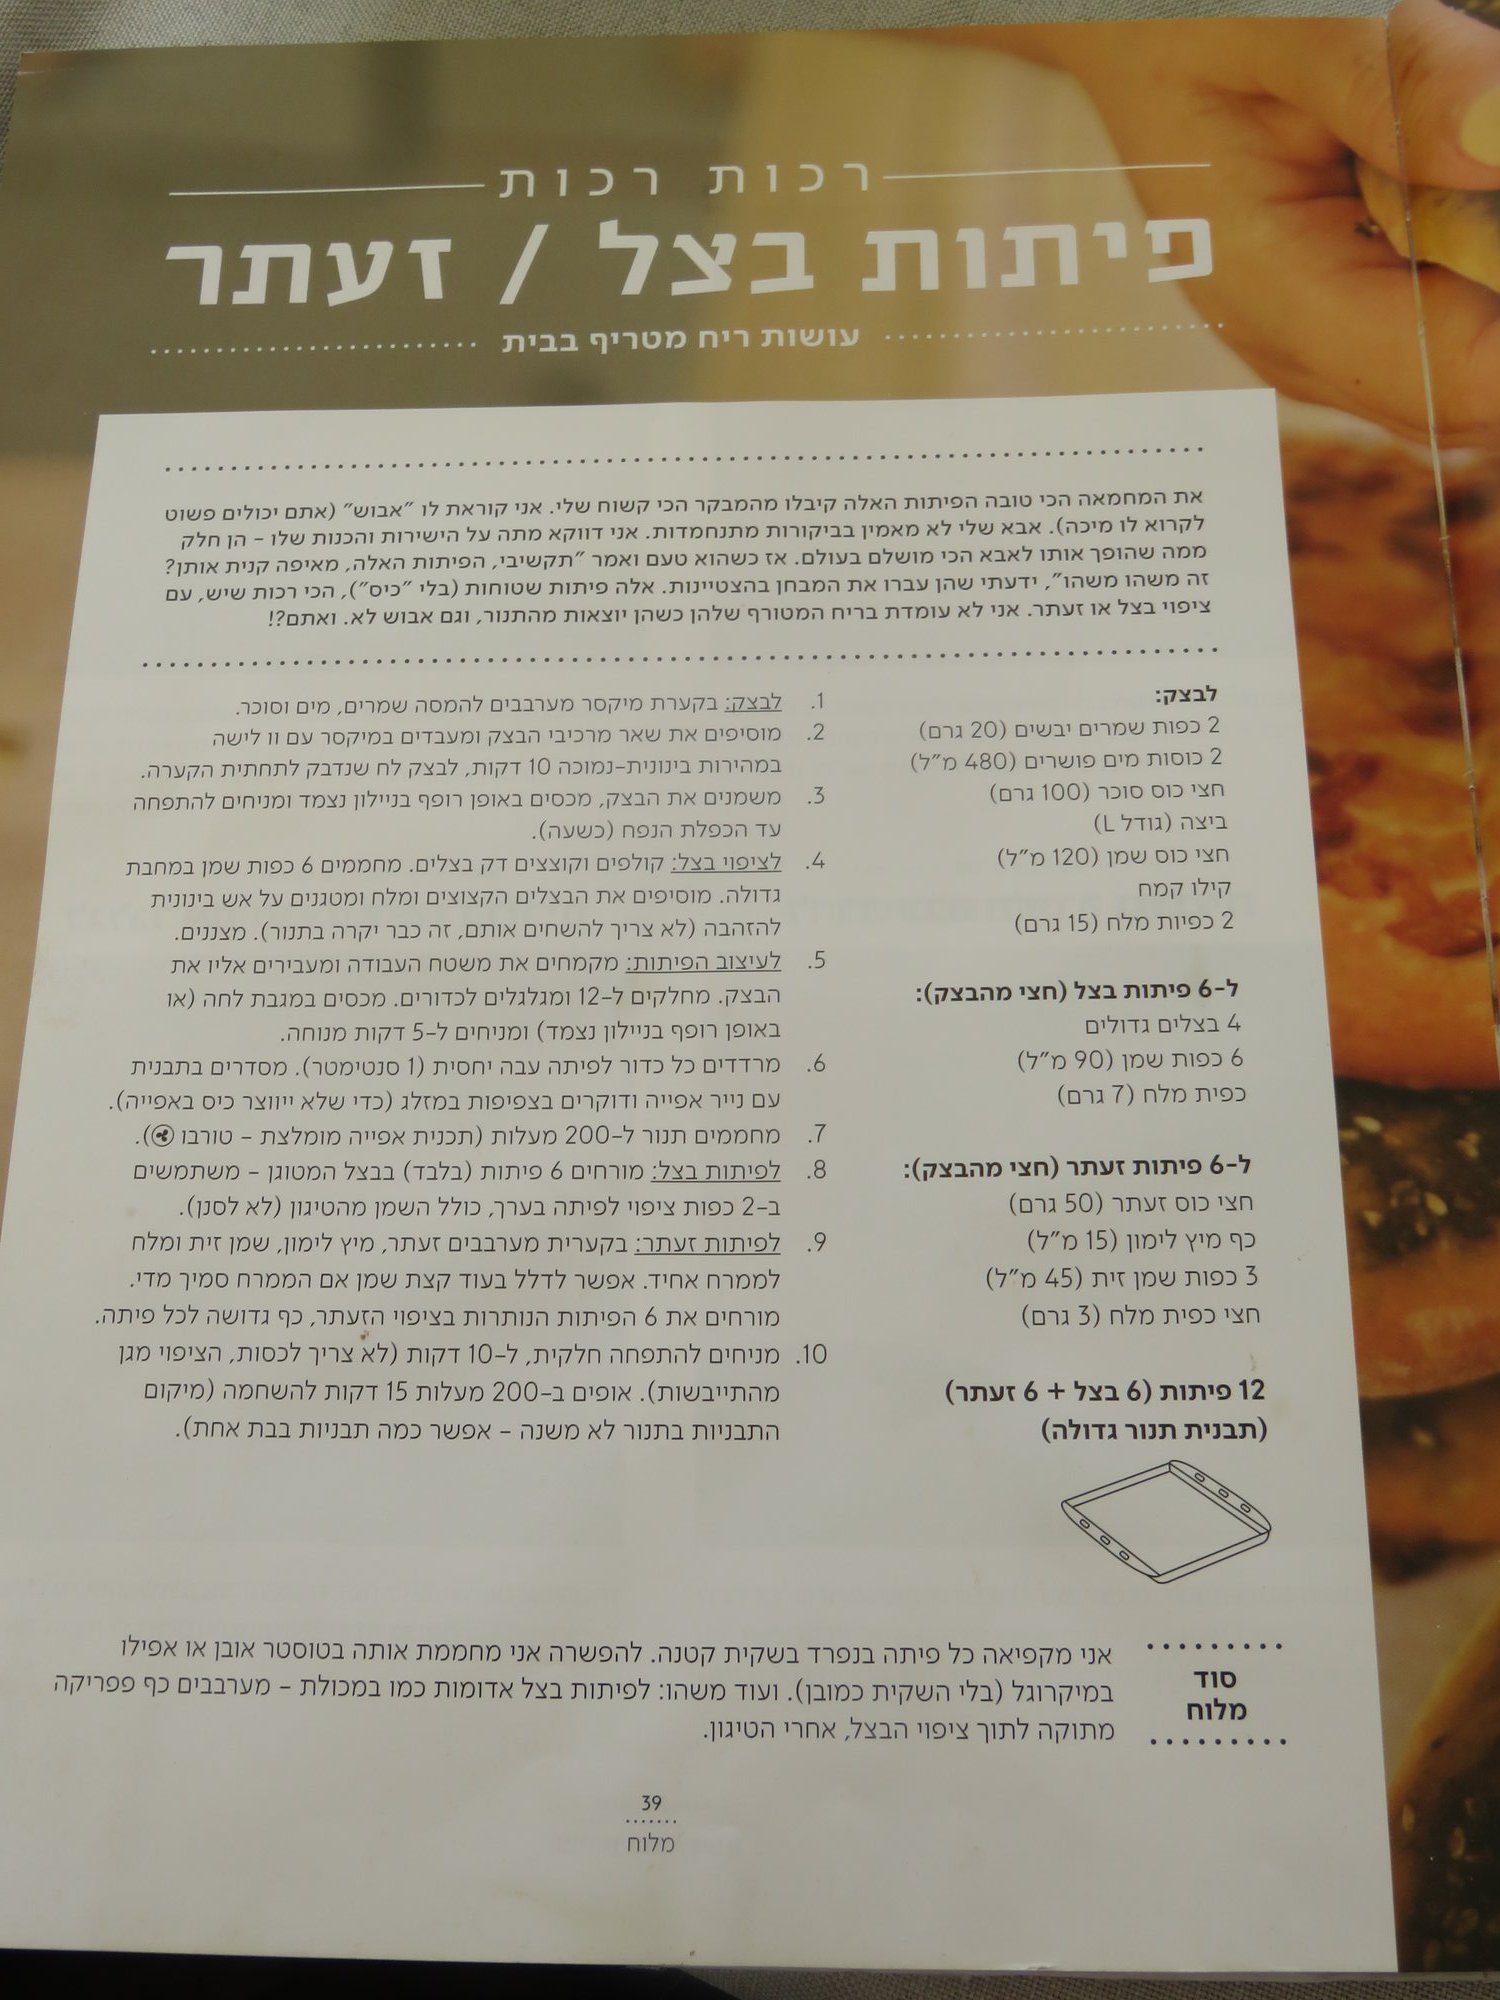 רכות רכות
פיתות בצל / זעתר
עושות ריח מטריף בבית
את המחמאה הכי טובה הפיתות האלה קיבלו מהמבקר הכי קשוח שלי. אני קוראת לו "אבוש" (אתם יכולים פשוט
לקרוא לו מיכה). אבא שלי לא מאמין בביקורות מתנחמדות. אני דווקא מתה על הישירות והכנות שלו – הן חלק
ממה שהופך אותו לאבא הכי מושלם בעולם. אז כשהוא טעם ואמר "תקשיבי, הפיתות האלה, מאיפה קנית אותן?
זה משהו משהו", ידעתי שהן עברו את המבחן בהצטיינות. אלה פיתות שטוחות (בלי "כיס"), הכי רכות שיש, עם
ציפוי בצל או זעתר. אני לא עומדת בריח המטורף שלהן כשהן יוצאות מהתנור, וגם אבוש לא. ואתם?!
לבצק:
2 כפות שמרים יבשים (20 גרם)
2 כוסות מים פושרים (480 מ"ל)
חצי כוס סוכר (100 גרם)
ביצה (גודל L)
חצי כוס שמן (120 מ"ל)
קילו קמח
2 כפיות מלח (15 גרם)
ל-6 פיתות בצל (חצי מהבצק):
4 בצלים גדולים
6 כפות שמן (90 מ"ל)
כפית מלח (7 גרם)
ל-6 פיתות זעתר (חצי מהבצק):
חצי כוס זעתר (50 גרם)
כף מיץ לימון (15 מ"ל)
3 כפות שמן זית (45 מ"ל)
חצי כפית מלח (3 גרם)
12 פיתות (6 בצל + 6 זעתר)
(תבנית תנור גדולה)
1. לבצק: בקערת מיקסר מערבבים להמסה שמרים, מים וסוכר.
2. מוסיפים את שאר מרכיבי הבצק ומעבדים במיקסר עם וו לישה
במהירות בינונית-נמוכה 10 דקות, לבצק לח שנדבק לתחתית הקערה.
3. משמנים את הבצק, מכסים באופן רופף בניילון נצמד ומניחים להתפחה
עד הכפלת הנפח (כשעה).
4. לציפוי בצל: קולפים וקוצצים דק בצלים. מחממים 6 כפות שמן במחבת
גדולה. מוסיפים את הבצלים הקצוצים ומלח ומטגנים על אש בינונית
להזהבה (לא צריך להשחים אותם, זה כבר יקרה בתנור). מצננים.
5. לעיצוב הפיתות: מקמחים את משטח העבודה ומעבירים אליו את
הבצק. מחלקים ל-12 ומגלגלים לכדורים. מכסים במגבת לחה (או
באופן רופף בניילון נצמד) ומניחים ל-5 דקות מנוחה.
6. מרדדים כל כדור לפיתה עבה יחסית (1 סנטימטר). מסדרים בתבנית
עם נייר אפייה ודוקרים בצפיפות במזלג (כדי שלא ייווצר כיס באפייה).
7. מחממים תנור ל-200 מעלות (תכנית אפייה מומלצת – טורבו).
8. לפיתות בצל: מורחים 6 פיתות (בלבד) בבצל המטוגן – משתמשים
ב-2 כפות ציפוי לפיתה בערך, כולל השמן מהטיגון (לא לסנן).
9. לפיתות זעתר: בקערית מערבבים זעתר, מיץ לימון, שמן זית ומלח
לממרח אחיד. אפשר לדלל בעוד קצת שמן אם הממרח סמיך מדי.
מורחים את 6 הפיתות הנותרות בציפוי הזעתר, כף גדושה לכל פיתה.
10. מניחים להתפחה חלקית, ל-10 דקות (לא צריך לכסות, הציפוי מגן
מהתייבשות). אופים ב-200 מעלות 15 דקות להשחמה (מיקום
התבניות בתנור לא משנה – אפשר כמה תבניות בבת אחת).
סוד
מלוח
אני מקפיאה כל פיתה בנפרד בשקית קטנה. להפשרה אני מחממת אותה בטוסטר אובן או אפילו
במיקרוגל (בלי השקית כמובן). ועוד משהו: לפיתות בצל אדומות כמו במכולת – מערבבים כף פפריקה
מתוקה לתוך ציפוי הבצל, אחרי הטיגון.
39
מלוח